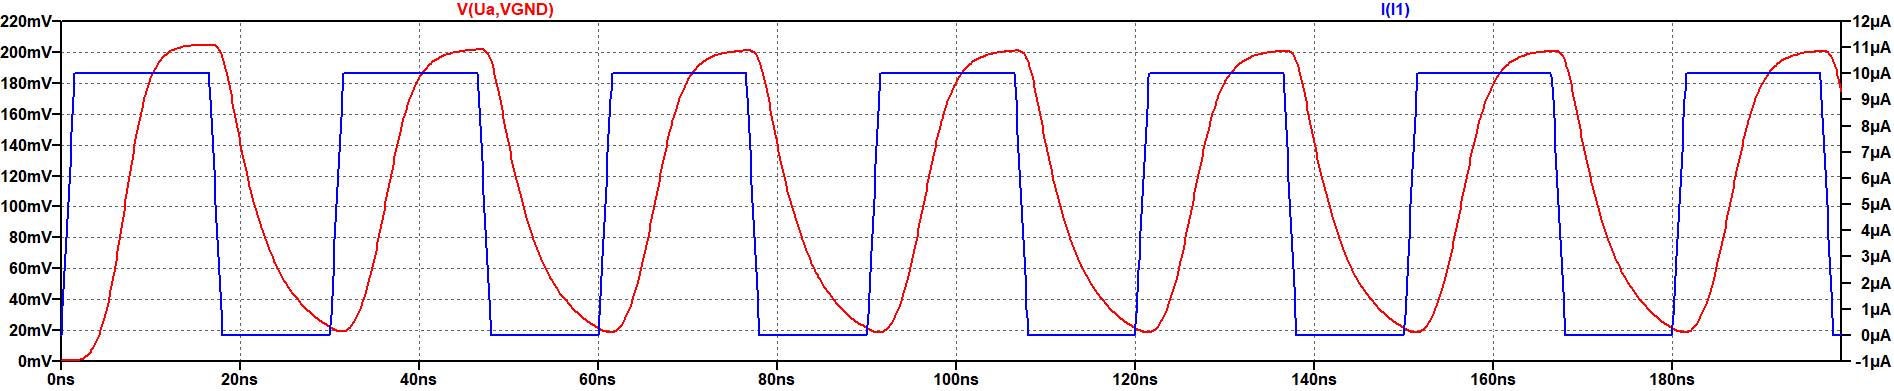 V(Ua,VGND) I(I1)
220mV 12µA
200mV 11µA
180mV 10µA
160mV 9µA
140mV 8µA
120mV 7µA
100mV 6µA
80mV 5µA
60mV 4µA
40mV 3µA
20mV 2µA
0mV 1µA
0µA
-1µA
0ns 20ns 40ns 60ns 80ns 100ns 120ns 140ns 160ns 180ns